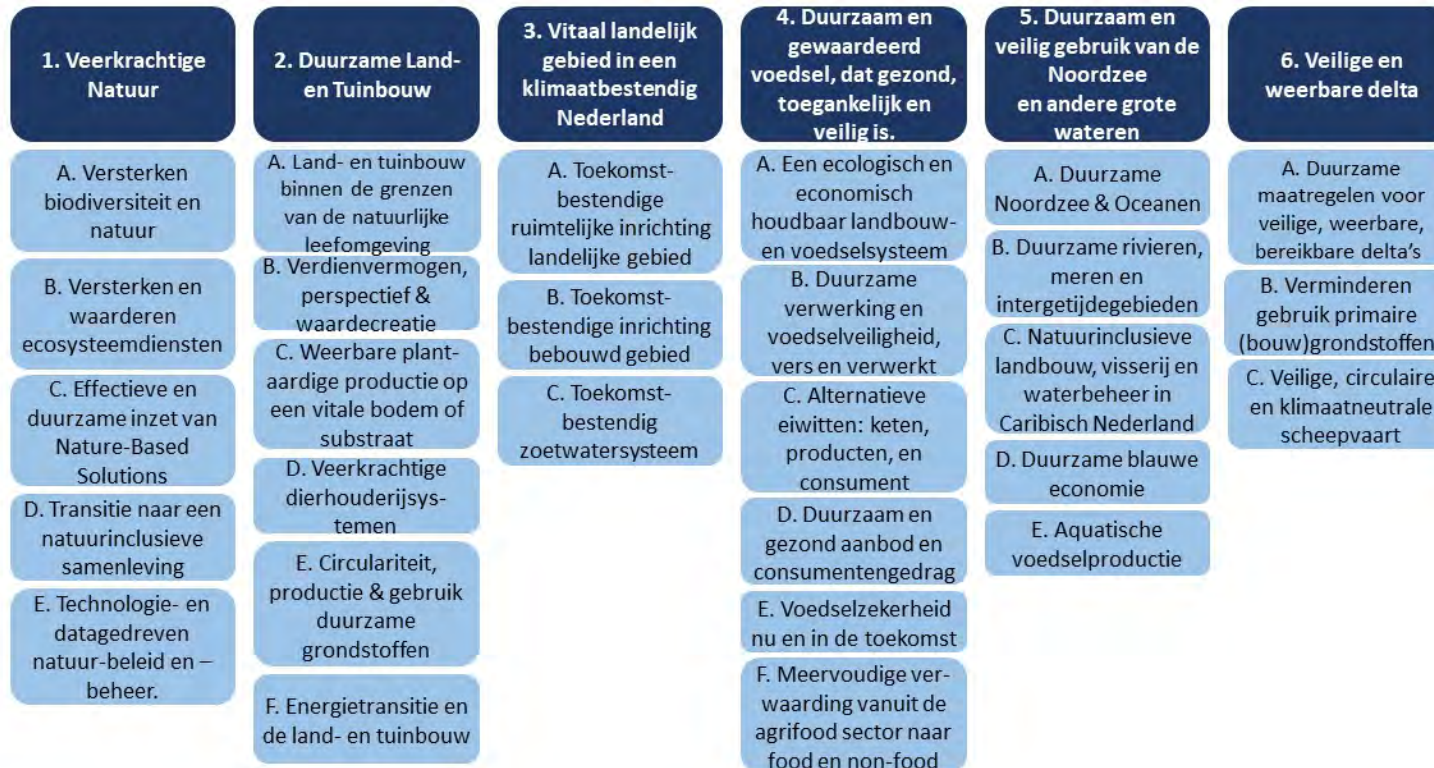 1. Veerkrachtige
Natuur
A. Versterken
biodiversiteit en
natuur
B. Versterken en
waarderen
ecosysteemdiensten
C. Effectieve en
duurzame inzet van
Nature-Based
Solutions
D. Transitie naar een
natuurinclusieve
samenleving
E. Technologie- en
datagedreven
natuur-beleid en –
beheer.
2. Duurzame Land-
en Tuinbouw
A. Land- en tuinbouw
binnen de grenzen
van de natuurlijke
leefomgeving
B. Verdienvermogen,
perspectief &
waardecreatie
C. Weerbare plant-
aardige productie op
een vitale bodem of
substraat
D. Veerkrachtige
dierhouderijsys-
temen
E. Circulariteit,
productie & gebruik
duurzame
grondstoffen
F. Energietransitie en
de land- en tuinbouw
3. Vitaal landelijk
gebied in een
klimaatbestendig
Nederland
A. Toekomst-
bestendige
ruimtelijke inrichting
landelijke gebied
B. Toekomst-
bestendige inrichting
bebouwd gebied
C. Toekomst-
bestendig
zoetwatersysteem
4. Duurzaam en
gewaardeerd
voedsel, dat gezond,
toegankelijk en
veilig is.
A. Een ecologisch en
economisch
houdbaar landbouw-
en voedselsysteem
B. Duurzame
verwerking en
voedselveiligheid,
vers en verwerkt
C. Alternatieve
eiwitten: keten,
producten, en
consument
D. Duurzaam en
gezond aanbod en
consumentengedrag
E. Voedselzekerheid
nu en in de toekomst
F. Meervoudige ver-
waarding vanuit de
agrifood sector naar
food en non-food
5. Duurzaam en
veilig gebruik van de
Noordzee
en andere grote
wateren
A. Duurzame
Noordzee & Oceanen
B. Duurzame rivieren,
meren en
intergetijdegebieden
C. Natuurinclusieve
landbouw, visserij en
waterbeheer in
Caribisch Nederland
D. Duurzame blauwe
economie
E. Aquatische
voedselproductie
6. Veilige en
weerbare delta
A. Duurzame
maatregelen voor
veilige, weerbare,
bereikbare delta's
B. Verminderen
gebruik primaire
(bouw)grondstoffen
C. Veilige, circulaire
en klimaatneutrale
scheepvaart